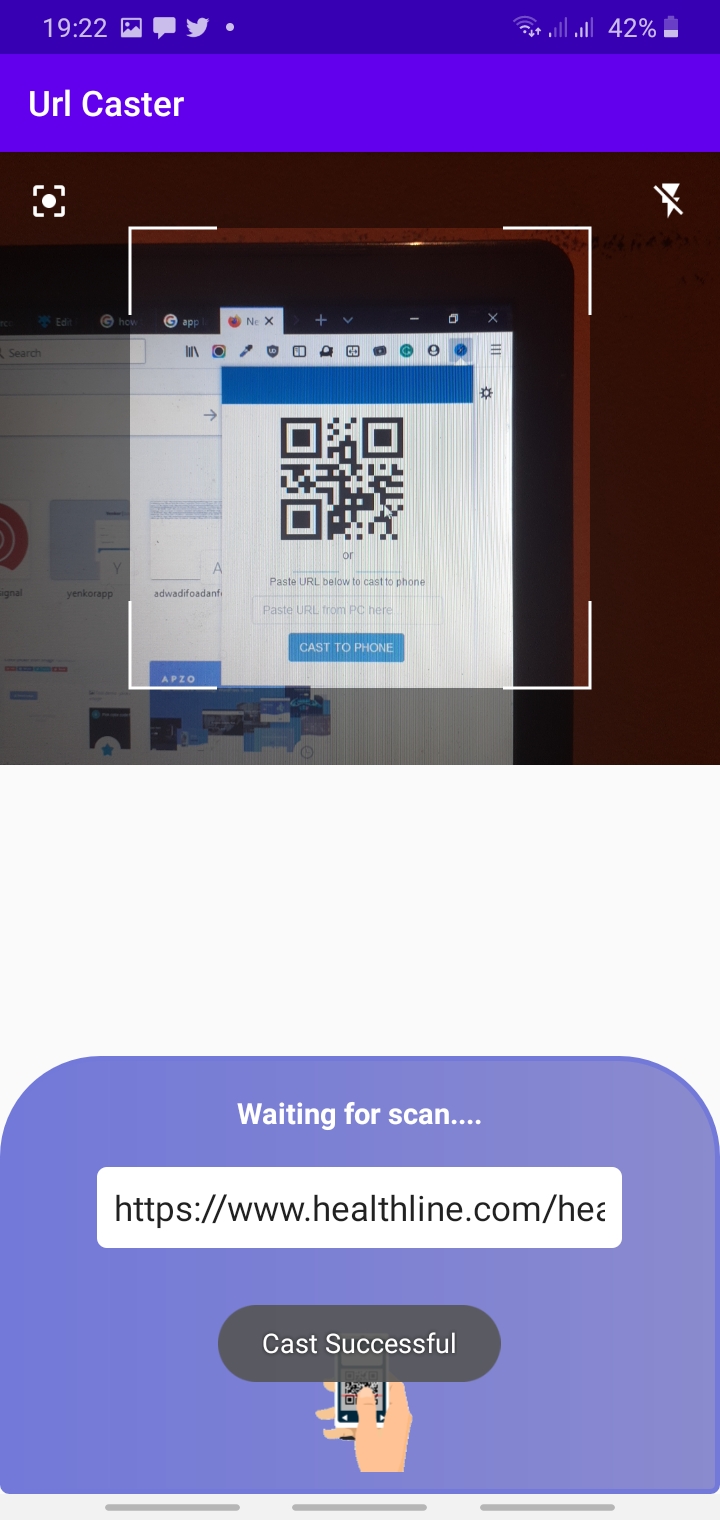 19:22
42%
Url Caster
Edit
how
app
Ne
Search
or
Paste URL below to cast to phone
Paste URL from PC here...
CAST TO PHONE
Y
A
yenkorapp
adwadifoadanfo
APZO
Waiting for scan....
https://www.healthline.com/hea
Cast Successful